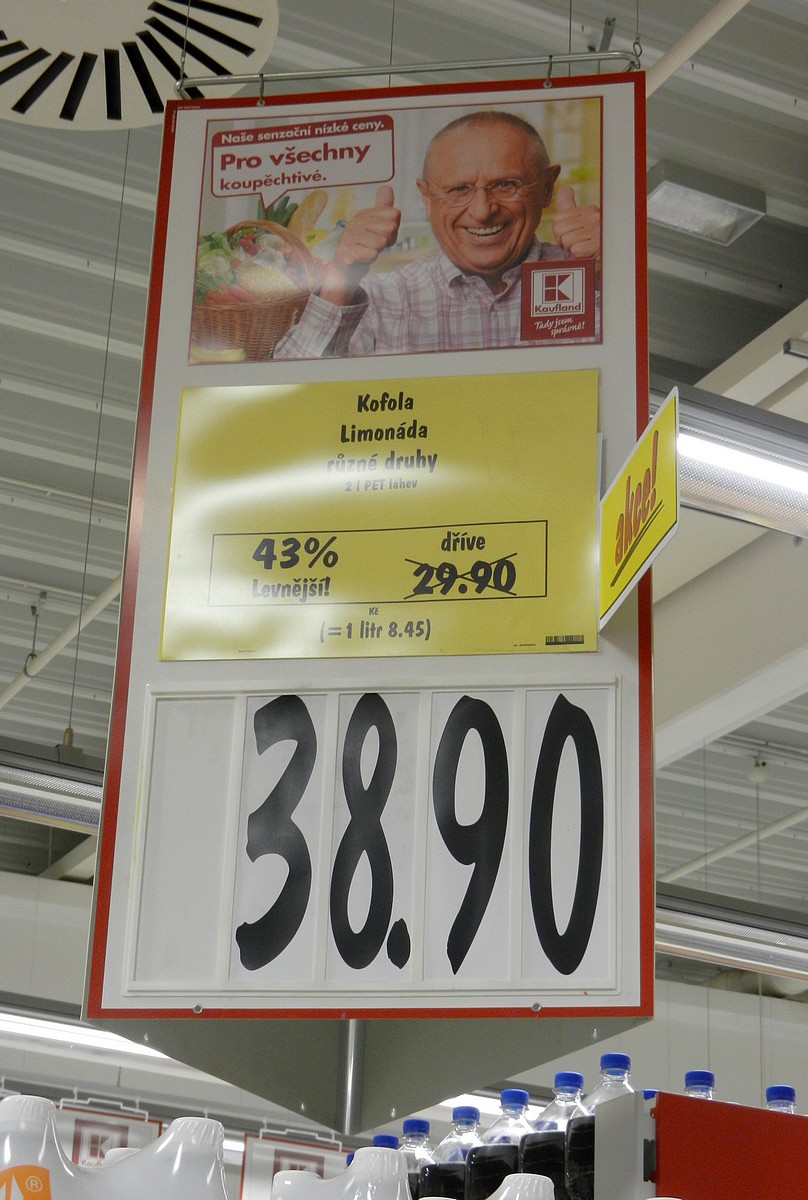 Naše senzační nízké ceny.
Pro všechny
koupěchtivé.
Kaufland
Tady jsem
správně!
Kofola
Limonáda
různé druhy
2 l PET láhev
akce!
43% dříve
Levnější! 29.90
Kč
(=1 litr 8.45)
38.90